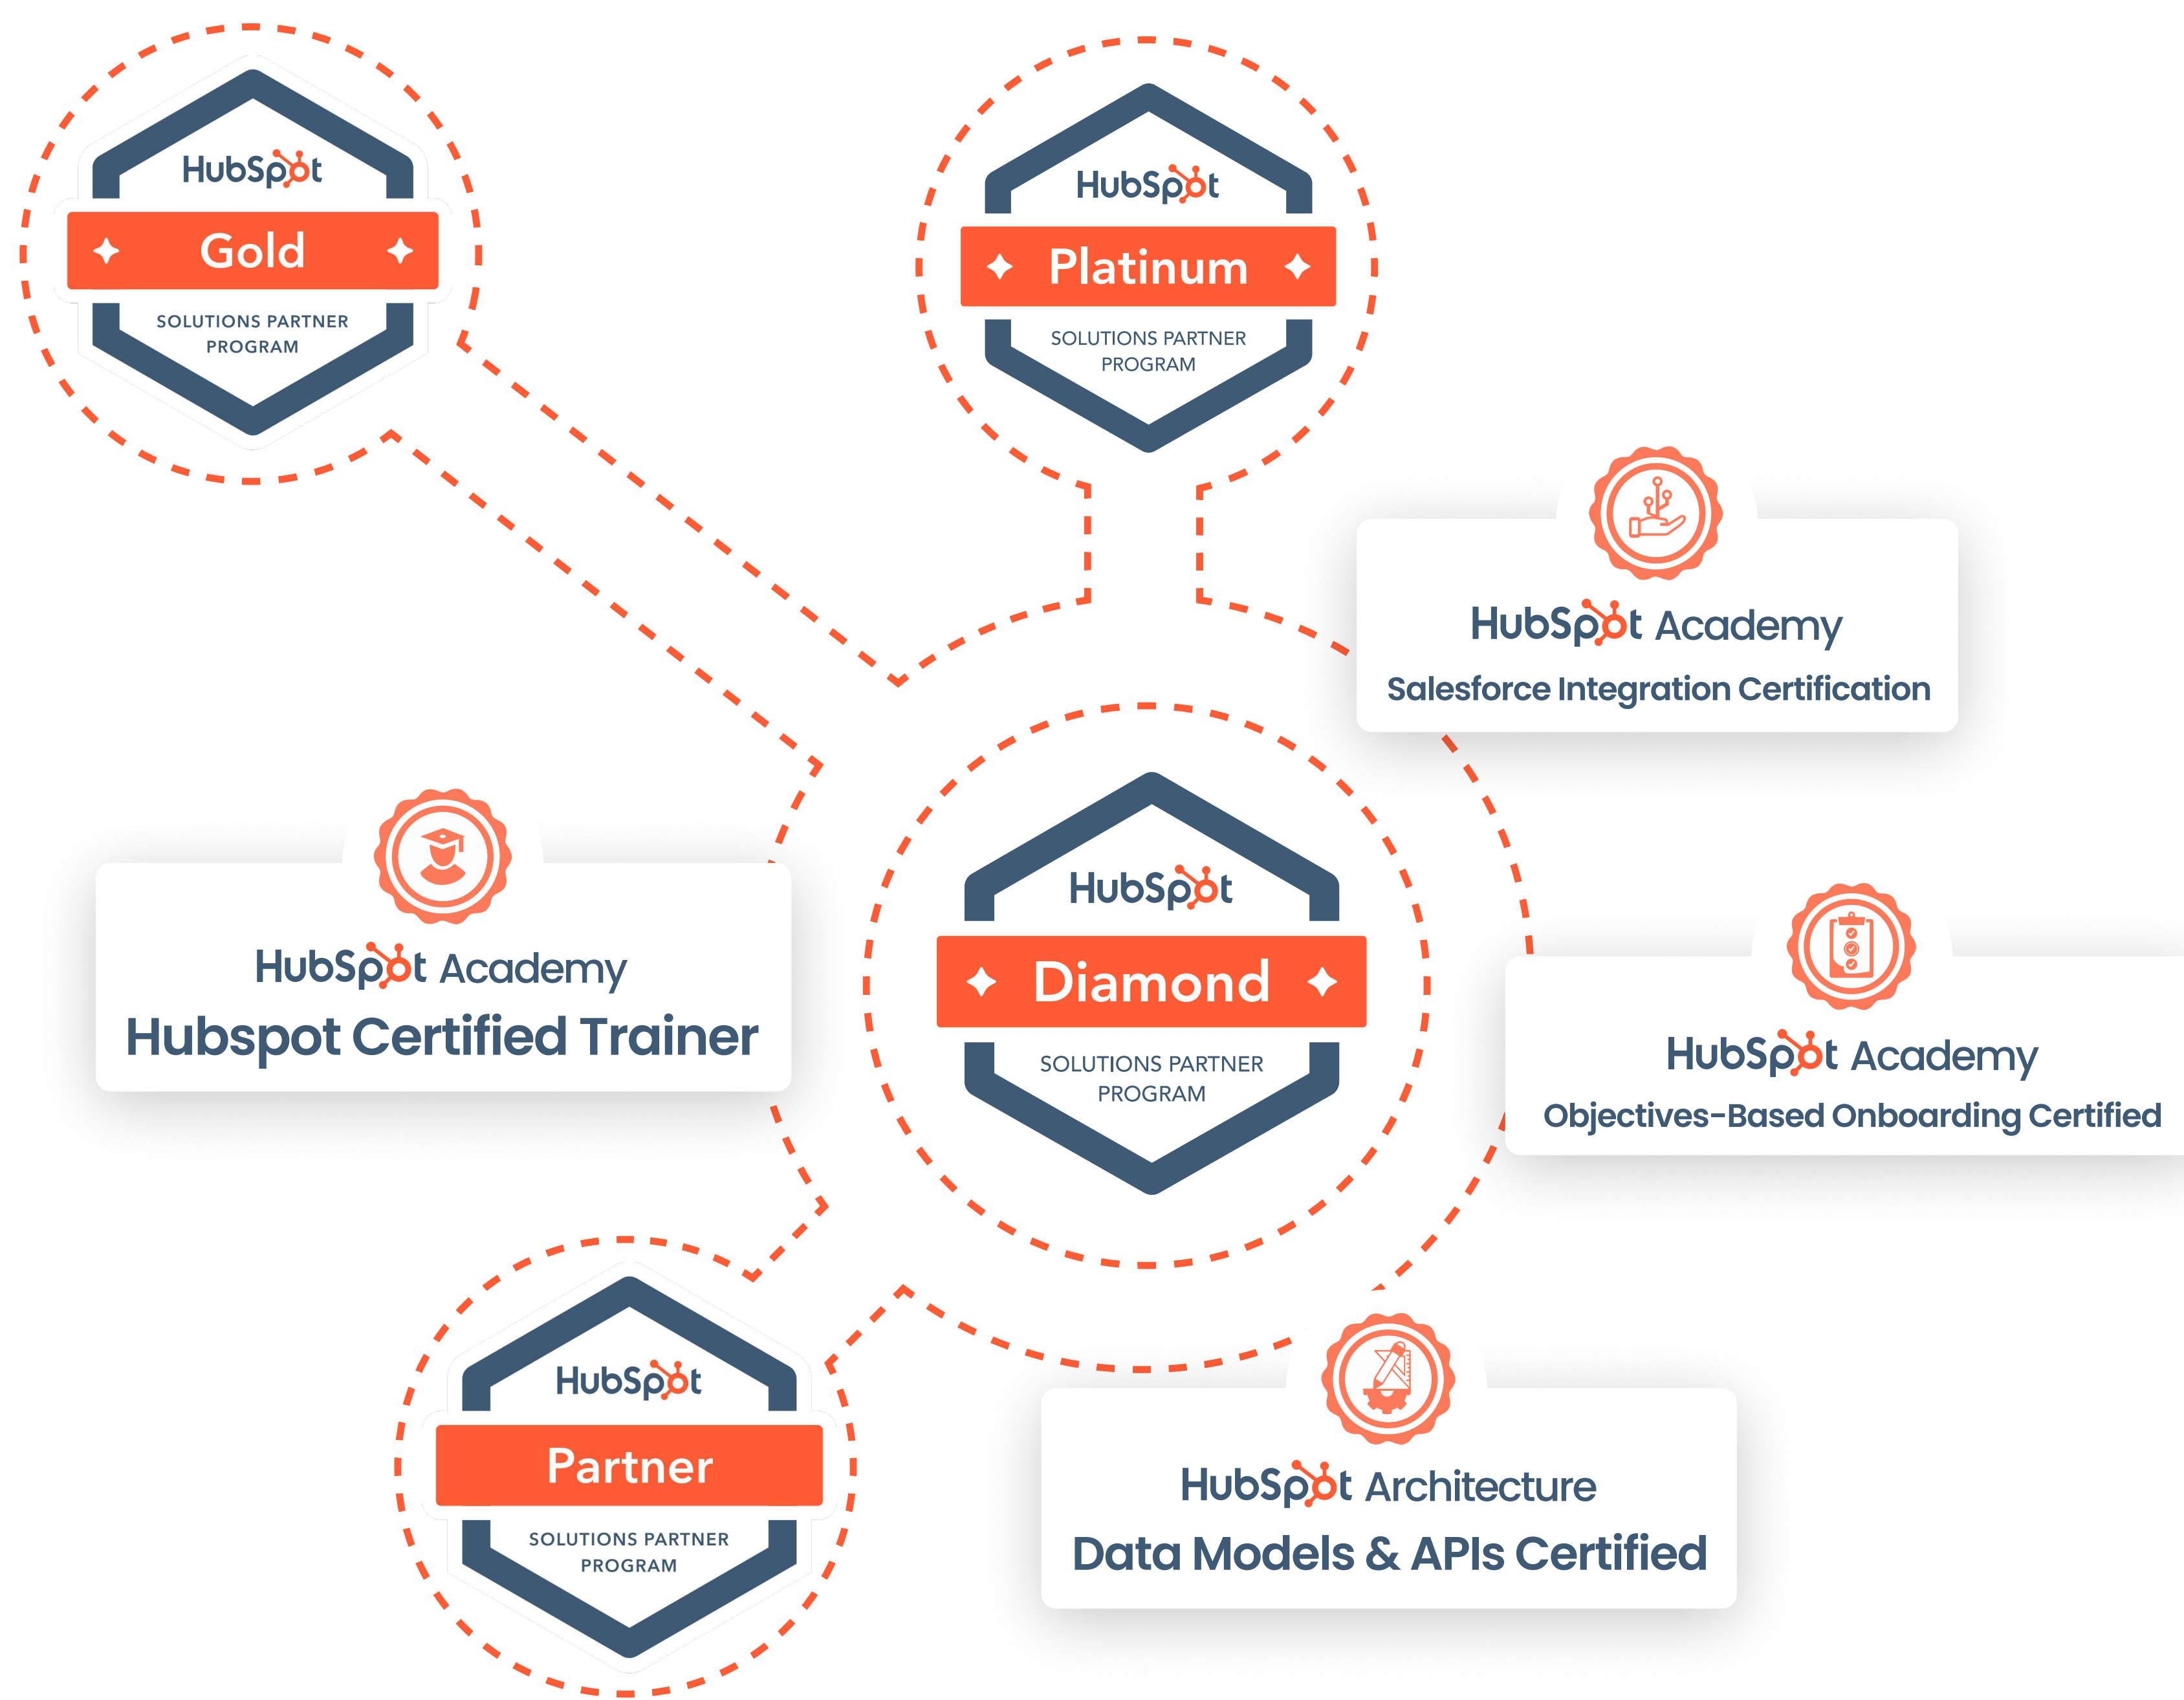 HubSpot
Gold
SOLUTIONS PARTNER
PROGRAM
HubSpot
Platinum
SOLUTIONS PARTNER
PROGRAM
HubSpot Academy
Salesforce Integration Certification
HubSpot Academy
Hubspot Certified Trainer
HubSpot
Diamond
SOLUTIONS PARTNER
PROGRAM
HubSpot Academy
Objectives-Based Onboarding Certified
HubSpot
Partner
SOLUTIONS PARTNER
PROGRAM
HubSpot Architecture
Data Models & APIs Certified